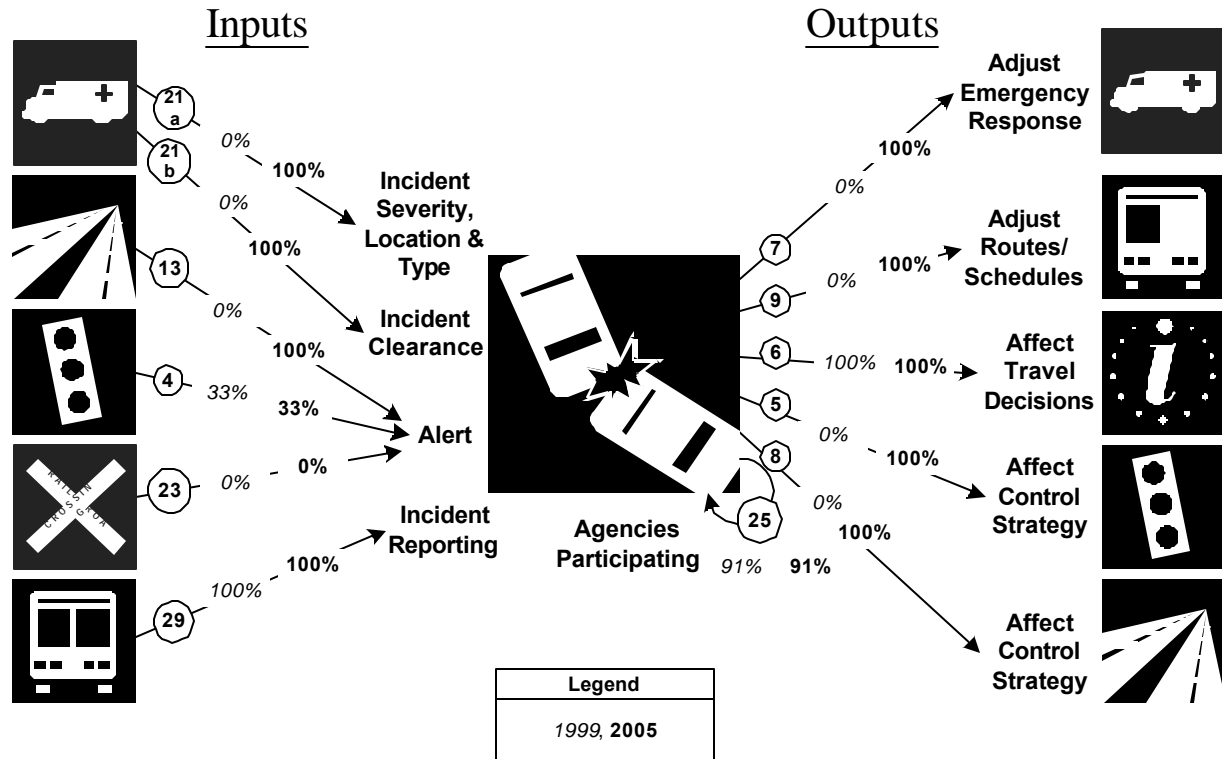 Inputs
Outputs
21
a
0%
100%
Incident
Severity,
Location &
Type
21
b
0%
100%
Incident
Clearance
13
0%
100%
4
33%
33%
Alert
23
0%
0%
RAILROAD
CROSSING
29
100%
100%
Incident
Reporting
Agencies
Participating
25
91%
91%
7
0%
100%
Adjust
Emergency
Response
9
0%
100%
Adjust
Routes/
Schedules
6
100%
100%
Affect
Travel
Decisions
i
5
0%
100%
Affect
Control
Strategy
8
0%
100%
Affect
Control
Strategy
Legend
1999, 2005